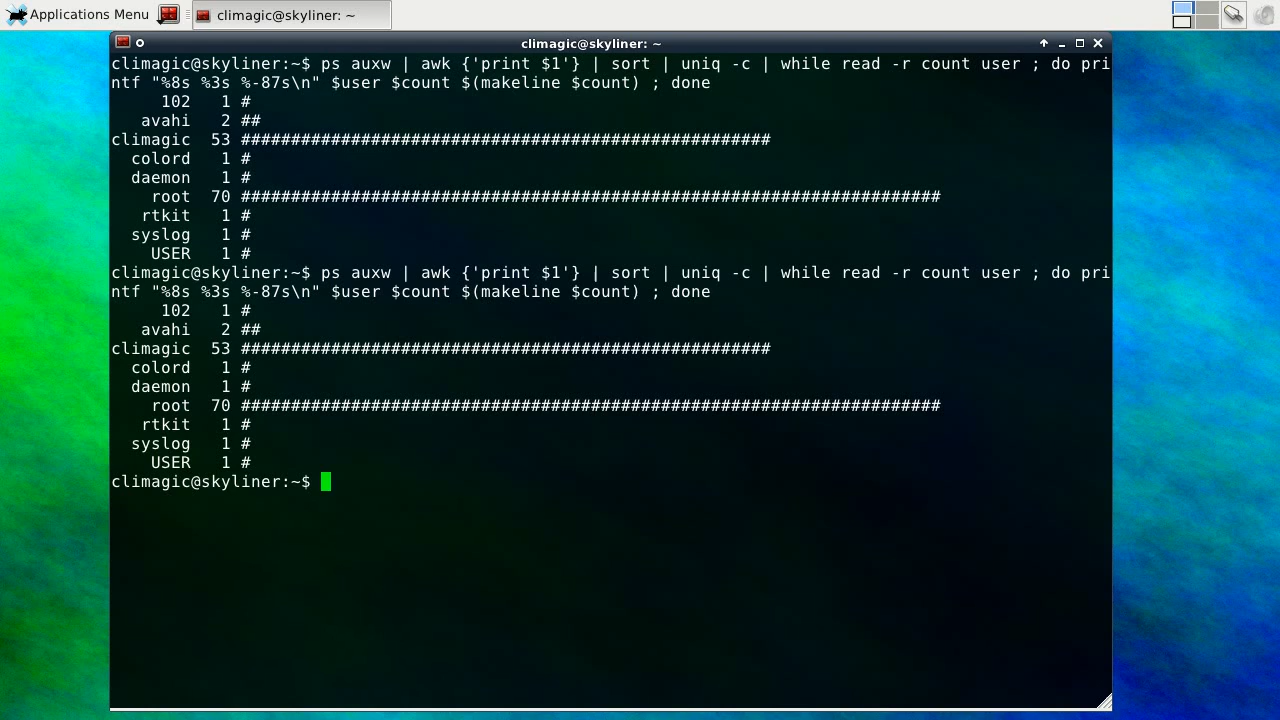 Applications Menu
climagic@skyliner: ~
climagic@skyliner: ~
climagic@skyliner:~$ ps auxw | awk {'print $1'} | sort | uniq -c | while read -r count user ; do pri
ntf "%8s %3s %-87s\n" $user $count $(makeline $count) ; done
     102   1 #
   avahi   2 ##
climagic  53 #####################################################
  colord   1 #
  daemon   1 #
    root  70 ######################################################################
   rtkit   1 #
  syslog   1 #
    USER   1 #
climagic@skyliner:~$ ps auxw | awk {'print $1'} | sort | uniq -c | while read -r count user ; do pri
ntf "%8s %3s %-87s\n" $user $count $(makeline $count) ; done
     102   1 #
   avahi   2 ##
climagic  53 #####################################################
  colord   1 #
  daemon   1 #
    root  70 ######################################################################
   rtkit   1 #
  syslog   1 #
    USER   1 #
climagic@skyliner:~$